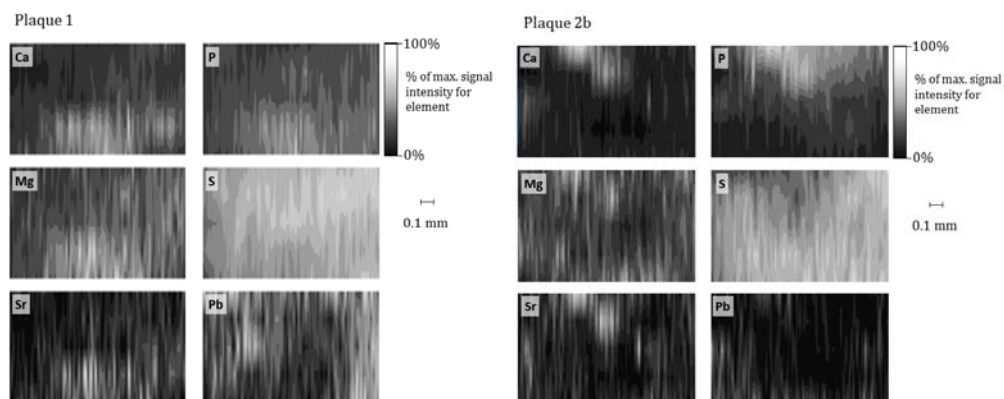 Plaque 1
Ca
P
100%
% of max. signal
intensity for
element
0%
Mg
S
0.1 mm
Sr
Pb
Plaque 2b
Ca
P
100%
% of max. signal
intensity for
element
0%
Mg
S
0.1 mm
Sr
Pb